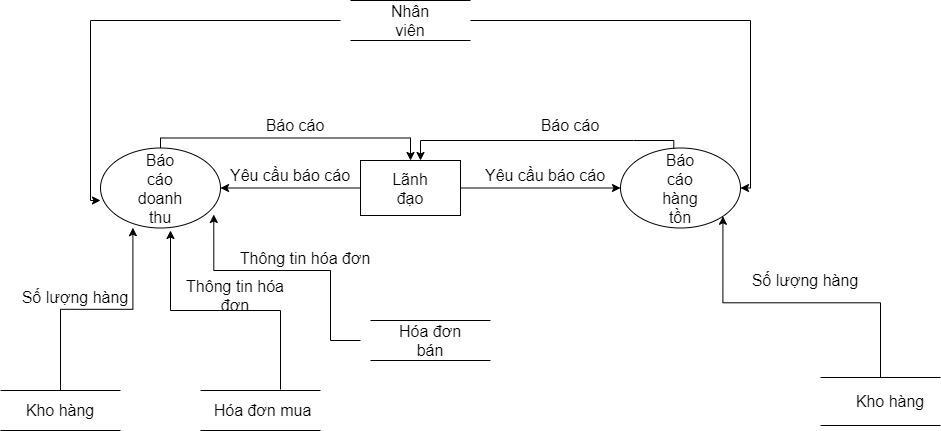 Nhân
viên
Báo cáo
Báo cáo
Báo
cáo
doanh
thu
Yêu cầu báo cáo
Lãnh
đạo
Yêu cầu báo cáo
Báo
cáo
hàng
tồn
Thông tin hóa đơn
Số lượng hàng
Thông tin hóa
đơn
Số lượng hàng
Hóa đơn
bán
Kho hàng
Hóa đơn mua
Kho hàng